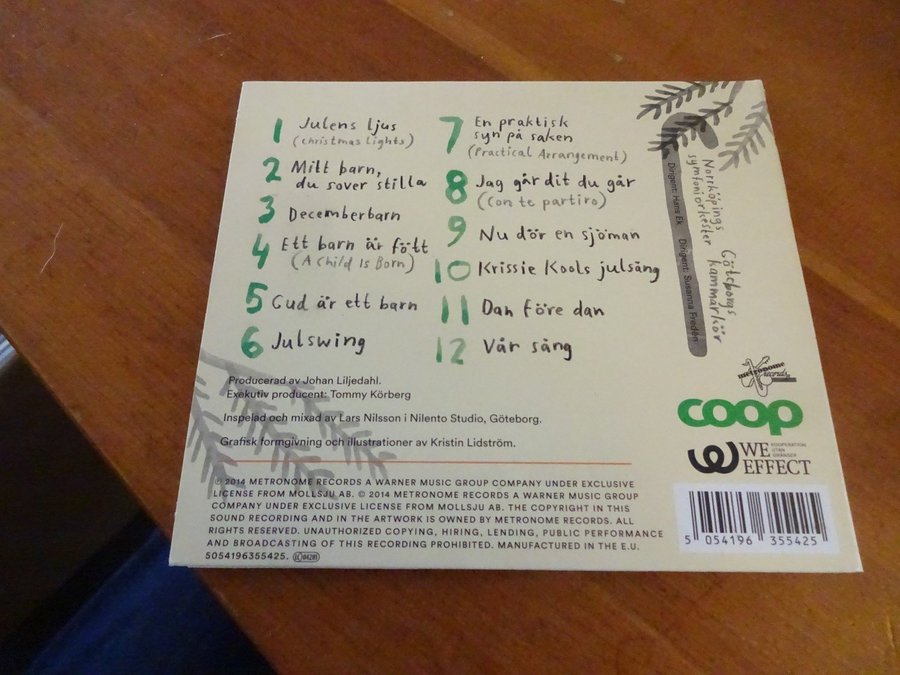 1 Julens ljus
(christmas lights)
2 Mitt barn,
du sover stilla
3 Decemberbarn
4 Ett barn är fött
(A Child Is Born)
5 Gud är ett barn
6 Julswing
7 En praktisk
syn på saken
(Practical Arrangement)
8 Jag går dit du går
(Con te partiro)
9 Nu dör en sjöman
10 Krissie Kools julsång
11 Dan före dan
12 Vår sång
Norrköpings
symfoniorkester
Dirigent: Hans Ek
Göteborgs
kammarkör
Dirigent: Susanna Fredén
Producerad av Johan Liljedahl.
Exekutiv producent: Tommy Körberg
Inspelad och mixad av Lars Nilsson i Nilento Studio, Göteborg.
Grafisk formgivning och illustrationer av Kristin Lidström.
℗ 2014 METRONOME RECORDS A WARNER MUSIC GROUP COMPANY UNDER EXCLUSIVE
LICENSE FROM MOLLSJU AB. © 2014 METRONOME RECORDS A WARNER MUSIC GROUP
COMPANY UNDER EXCLUSIVE LICENSE FROM MOLLSJU AB. THE COPYRIGHT IN THIS
SOUND RECORDING AND IN THE ARTWORK IS OWNED BY METRONOME RECORDS. ALL
RIGHTS RESERVED. UNAUTHORIZED COPYING, HIRING, LENDING, PUBLIC PERFORMANCE
AND BROADCASTING OF THIS RECORDING PROHIBITED. MANUFACTURED IN THE E.U.
5054196355425. LC 04281
metronome
records
coop
WE
EFFECT
KOOPERATION
UTAN
GRÄNSER
5 054196 355425